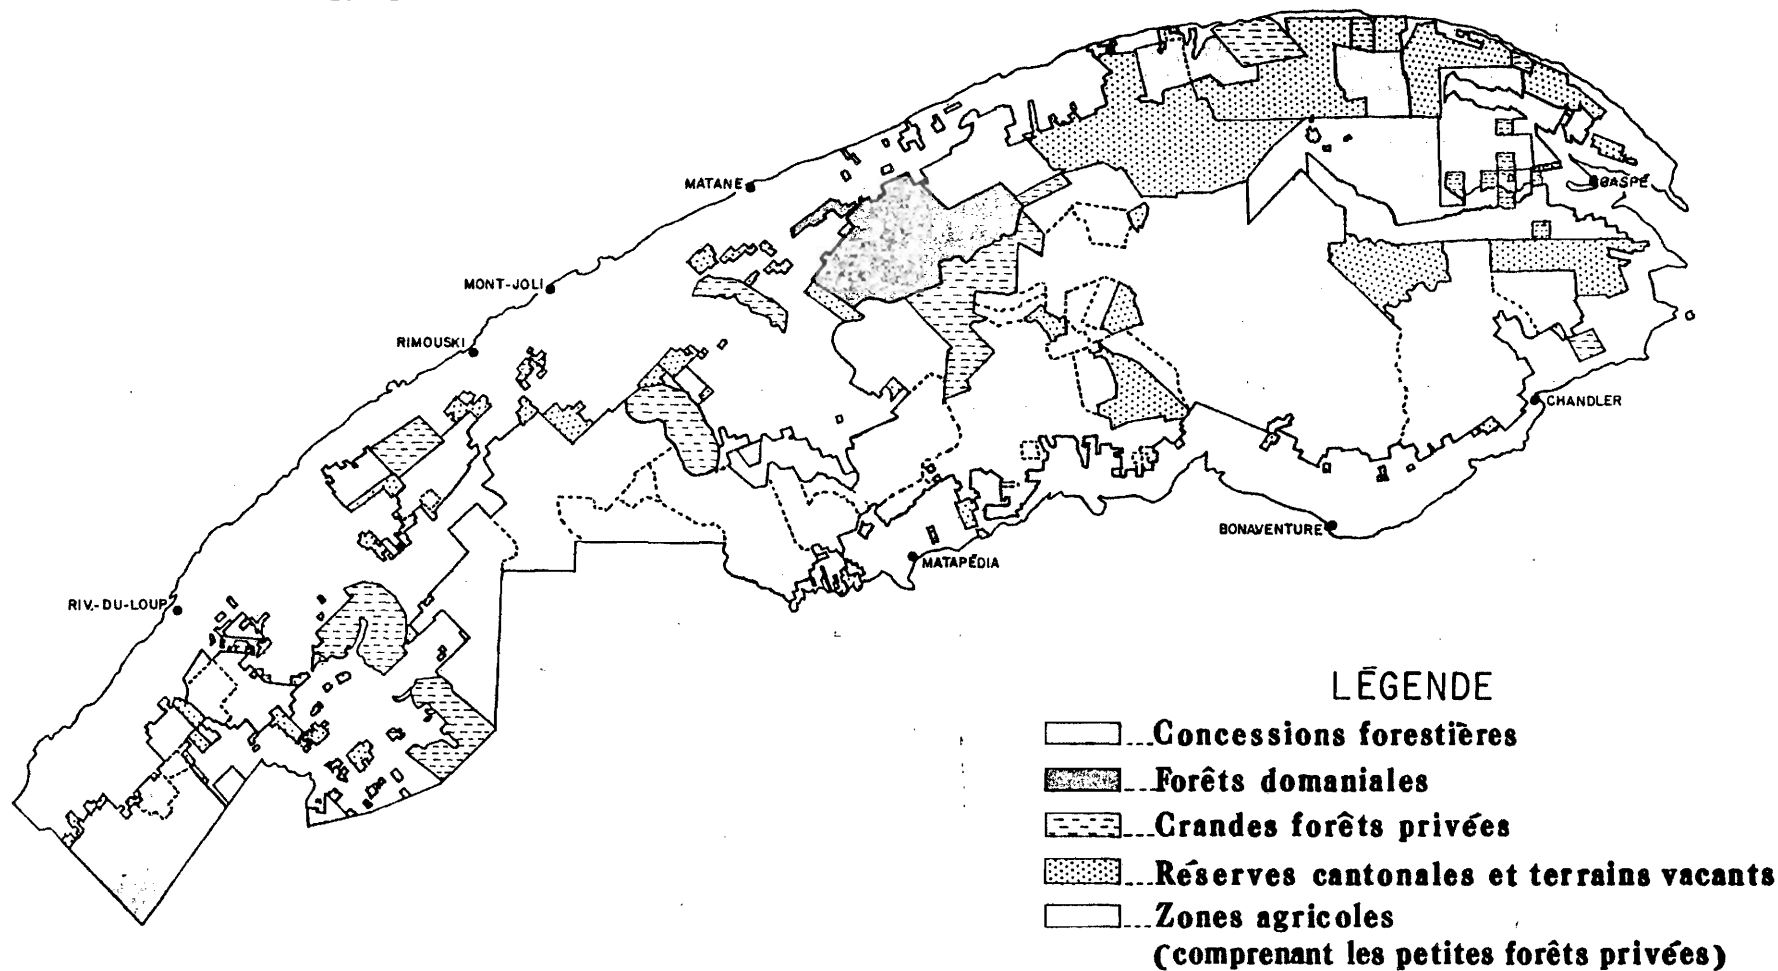 MATANE
GASPÉ
MONT-JOLI
RIMOUSKI
CHANDLER
BONAVENTURE
MATAPÉDIA
RIV.-DU-LOUP
LÉGENDE
Concessions forestières
Forêts domaniales
Grandes forêts privées
Réserves cantonales et terrains vacants
Zones agricoles
(comprenant les petites forêts privées)